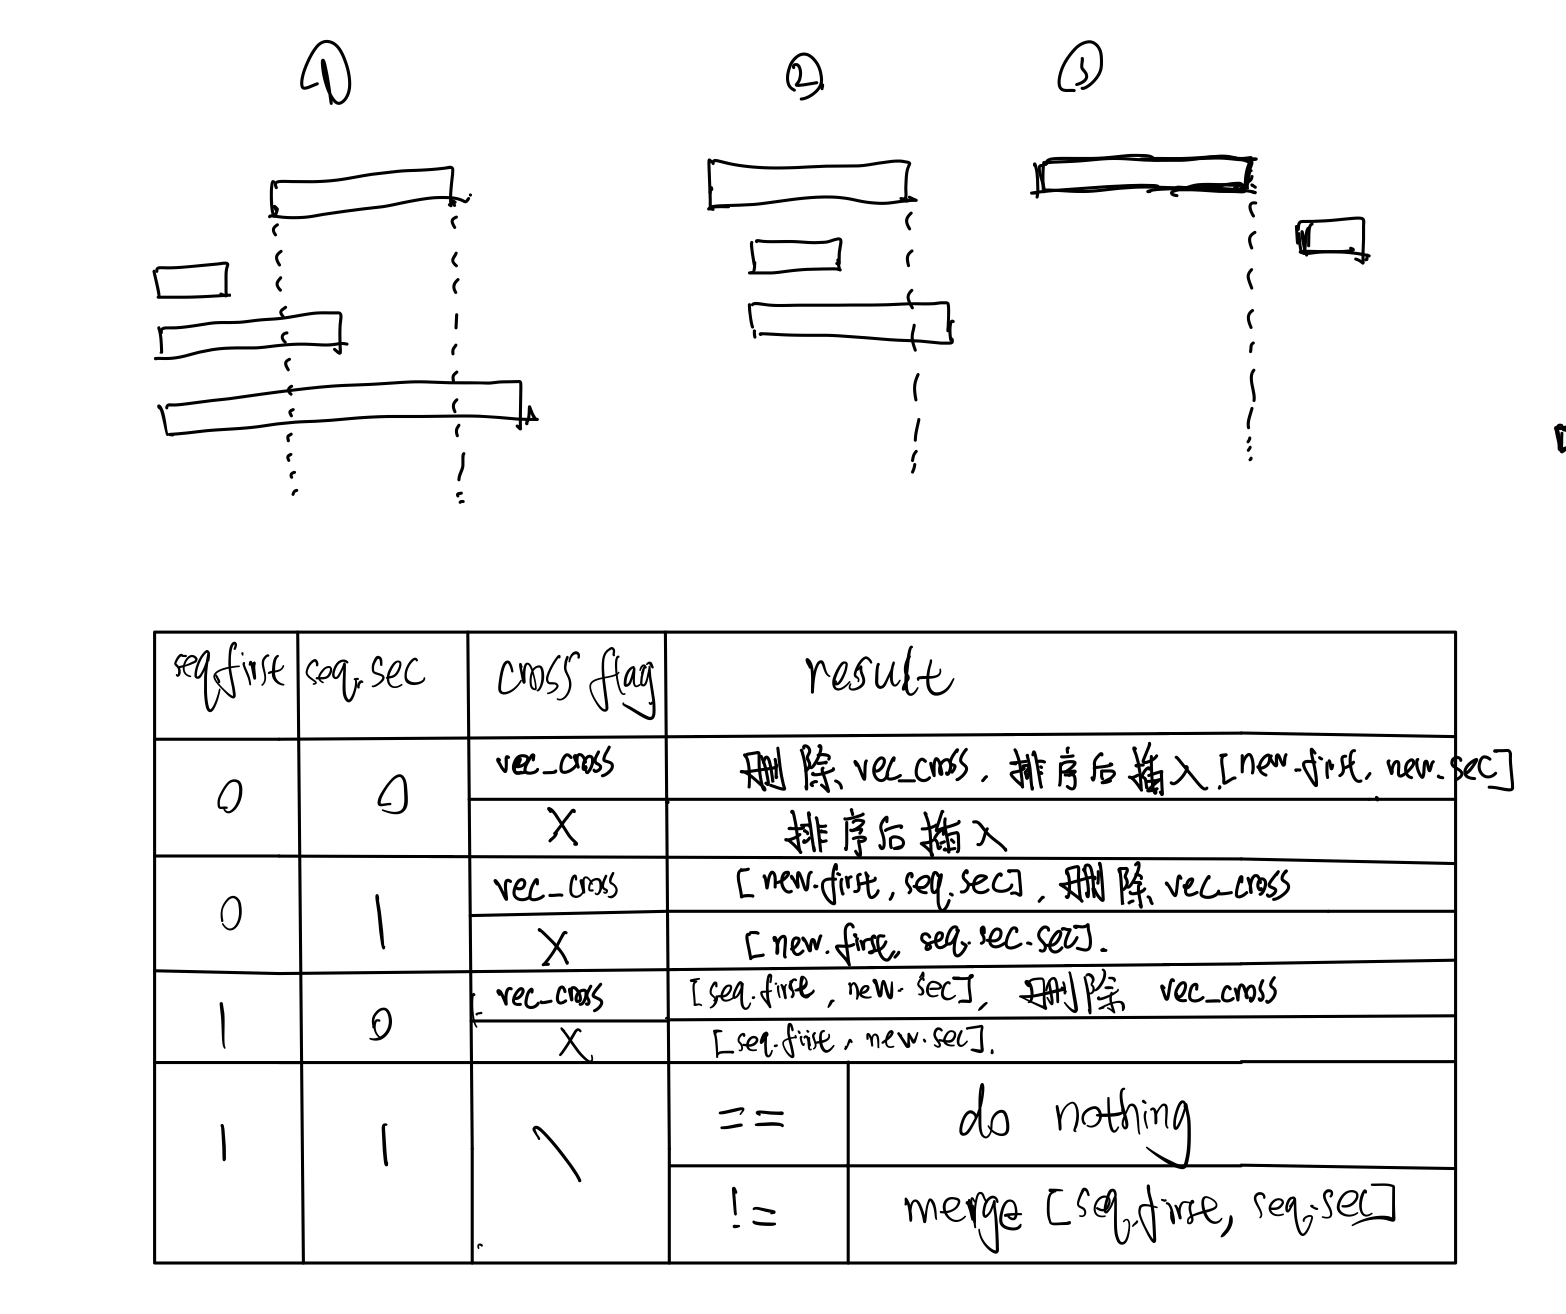 ① ② ③
seq.first seq.sec cross flag result
0 0 vec_cross 删除 vec_cross, 排序后插入 [new.first, new.sec]
X 排序后插入
0 1 vec_cross [new.first, seq.sec], 删除 vec_cross
X [new.first, seq.sec.sec].
1 0 vec_cross [seq.first, new.sec], 删除 vec_cross
X [seq.first, new.sec].
1 1 \ == do nothing
!= merge [seq.first, seq.sec]